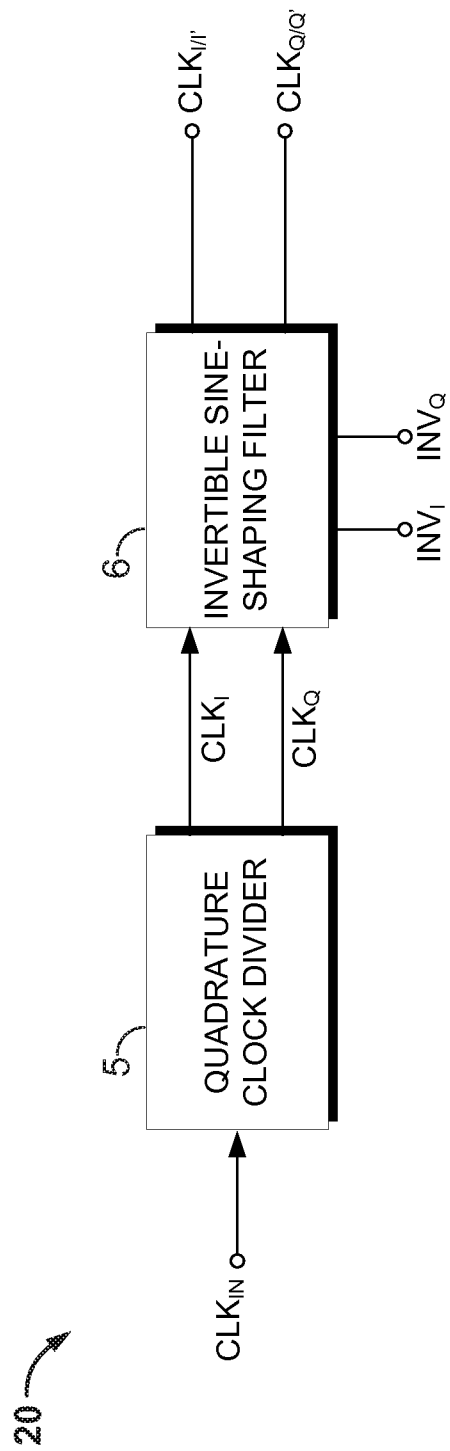 20
CLK_IN
5
QUADRATURE
CLOCK DIVIDER
CLK_I
CLK_Q
6
INVERTIBLE SINE-
SHAPING FILTER
INV_I
INV_Q
CLK_I/I'
CLK_Q/Q'